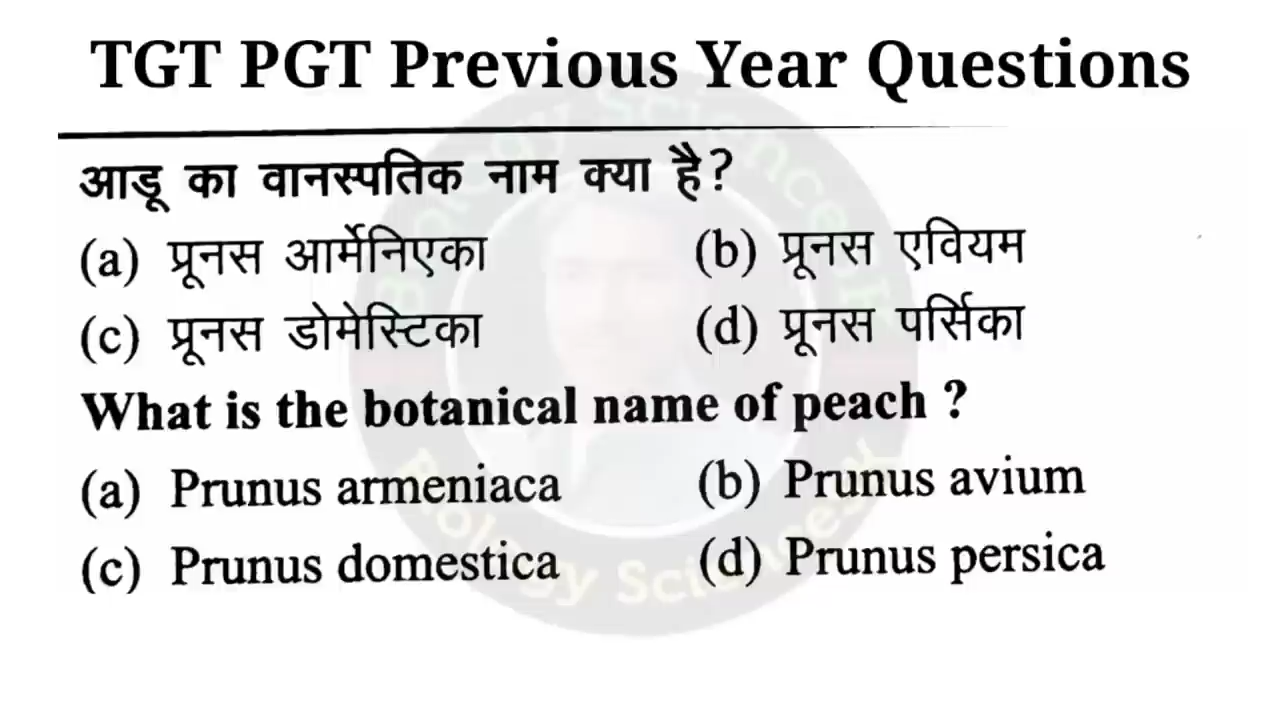 TGT PGT Previous Year Questions
आडू का वानस्पतिक नाम क्या है?
(a) प्रूनस आर्मेनिएका (b) प्रूनस एवियम
(c) प्रूनस डोमेस्टिका (d) प्रूनस पर्सिका
What is the botanical name of peach ?
(a) Prunus armeniaca (b) Prunus avium
(c) Prunus domestica (d) Prunus persica